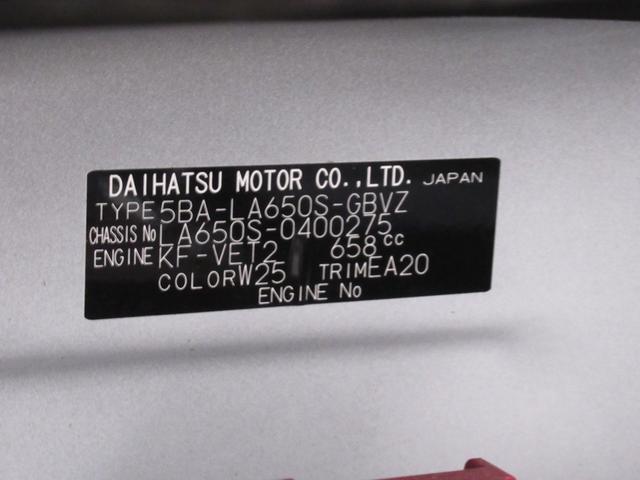 DAIHATSU MOTOR CO.,LTD. JAPAN
TYPE 5BA-LA650S-GBVZ
CHASSIS No LA650S-0400275
ENGINE KF-VET2 658cc
COLOR W25 TRIM EA20
ENGINE No